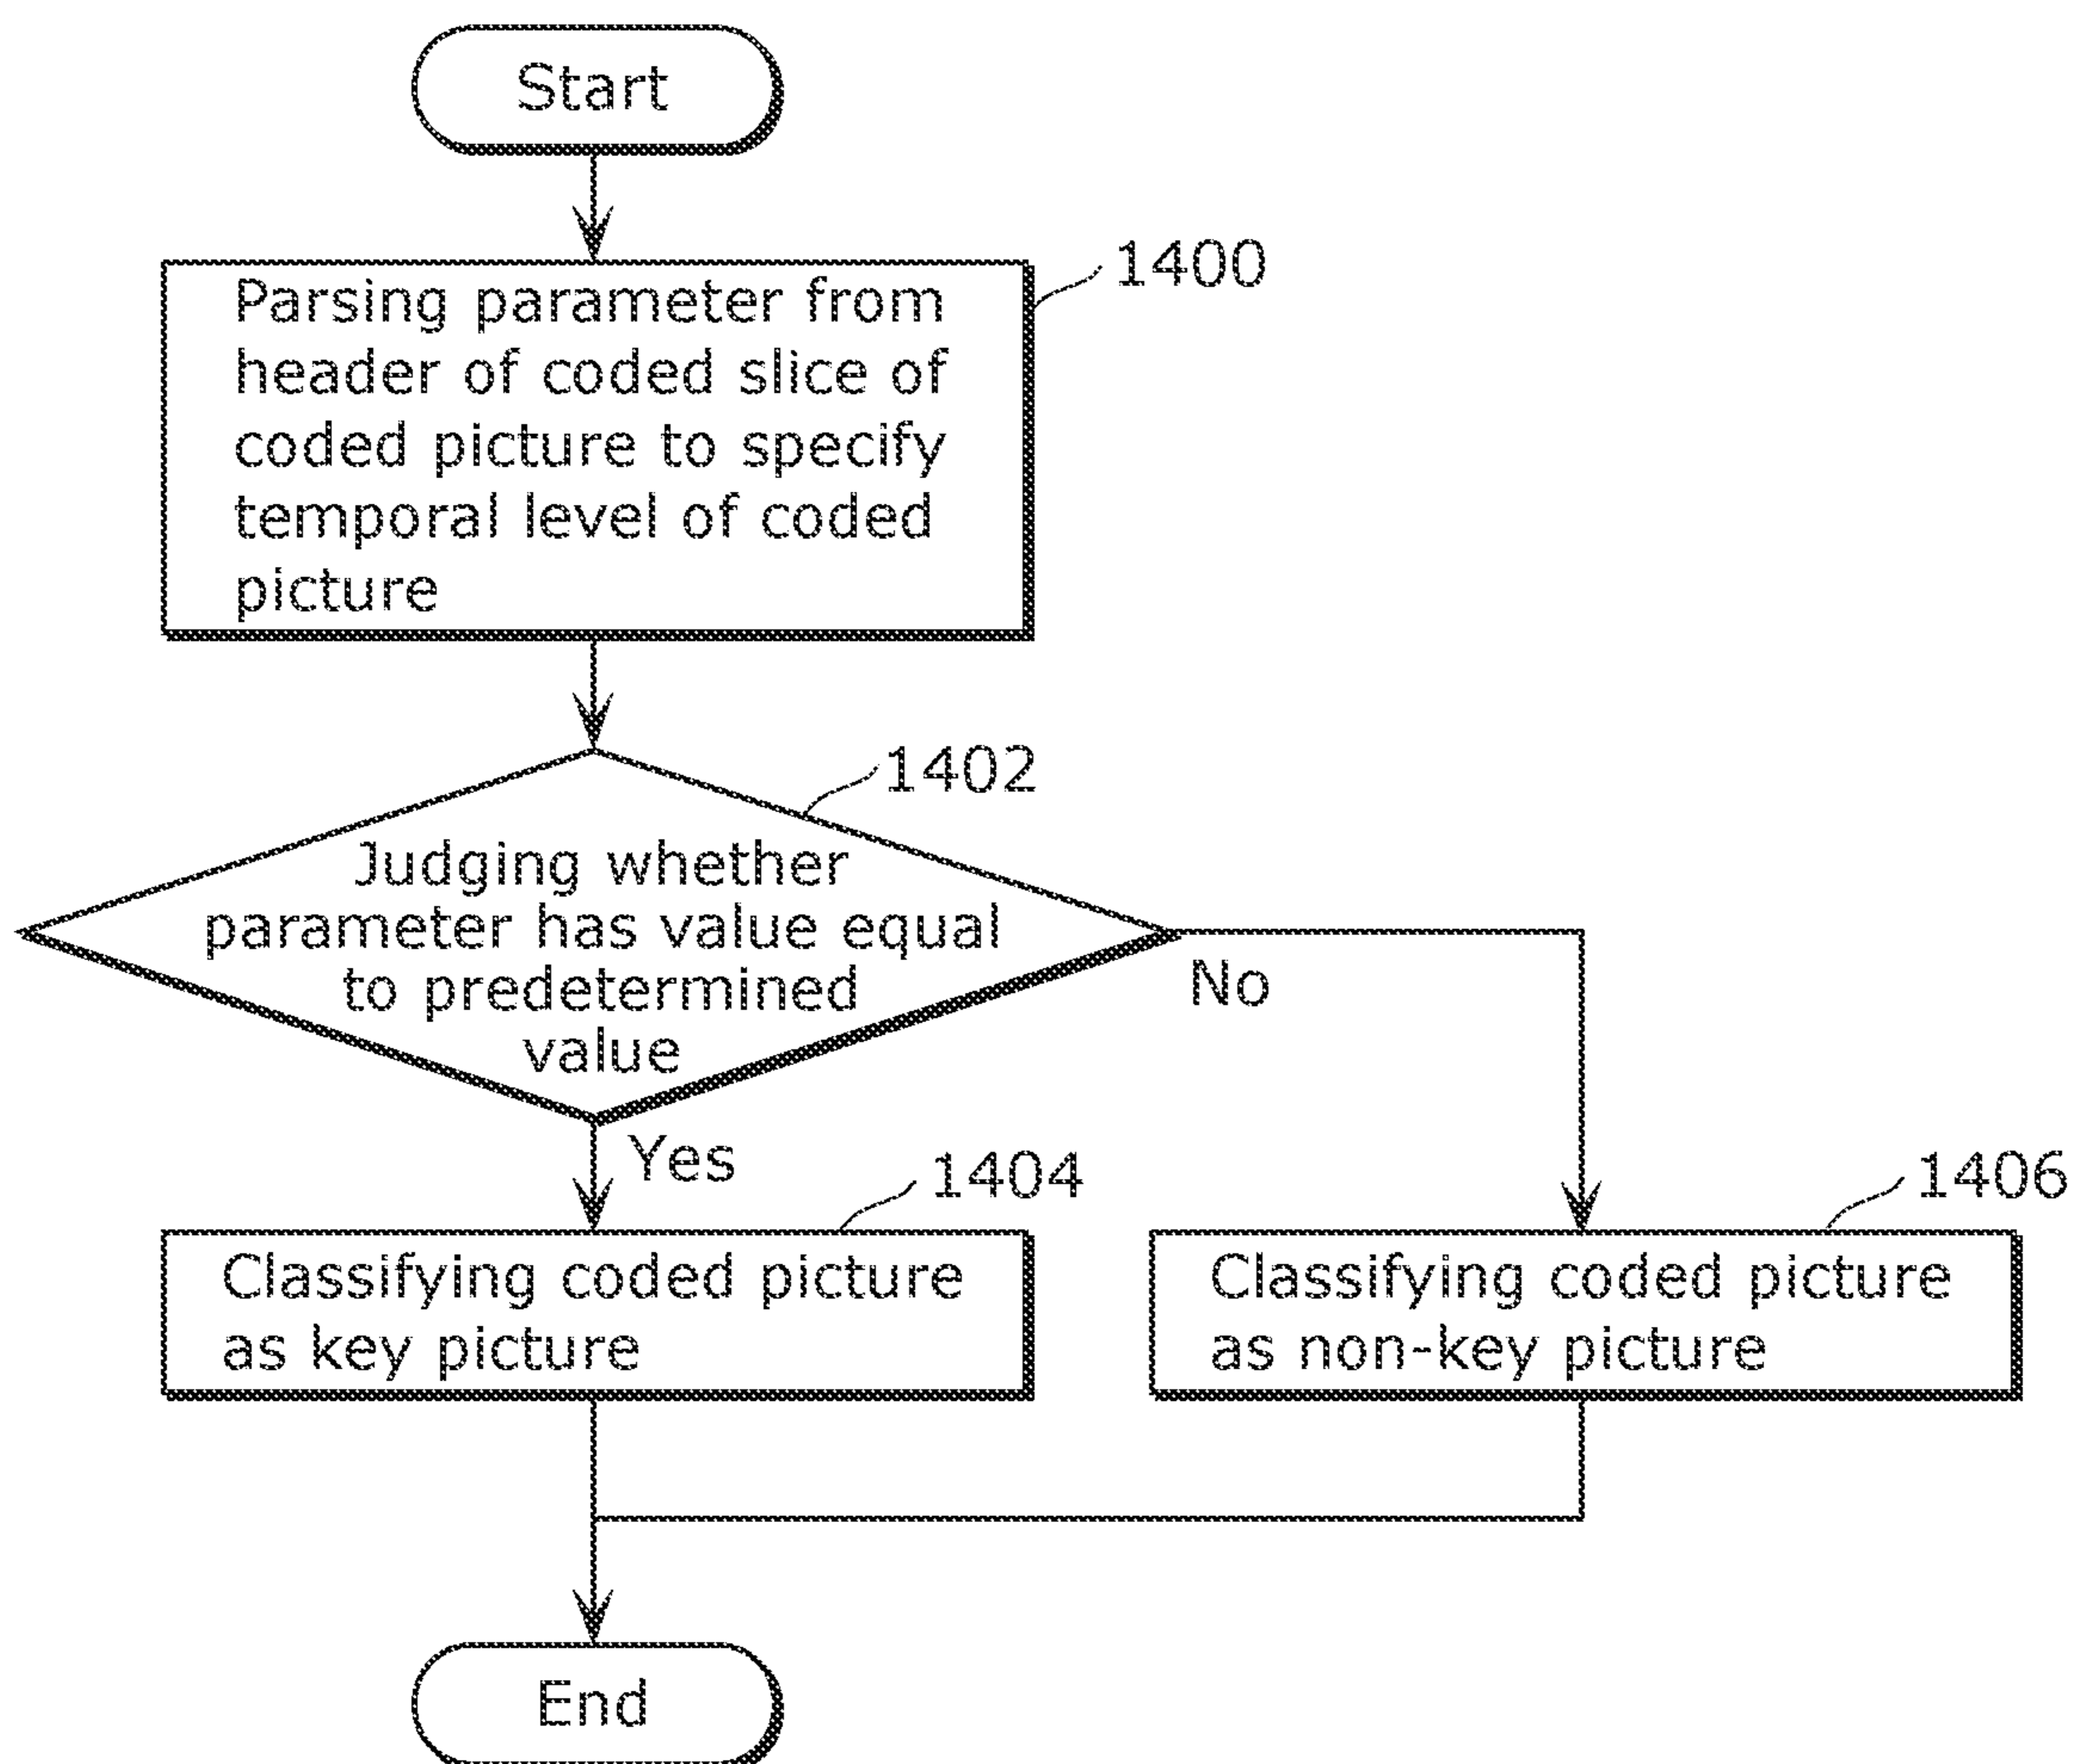 Start
1400
Parsing parameter from
header of coded slice of
coded picture to specify
temporal level of coded
picture
1402
Judging whether
parameter has value equal
to predetermined
value
No
Yes
1404
Classifying coded picture
as key picture
1406
Classifying coded picture
as non-key picture
End